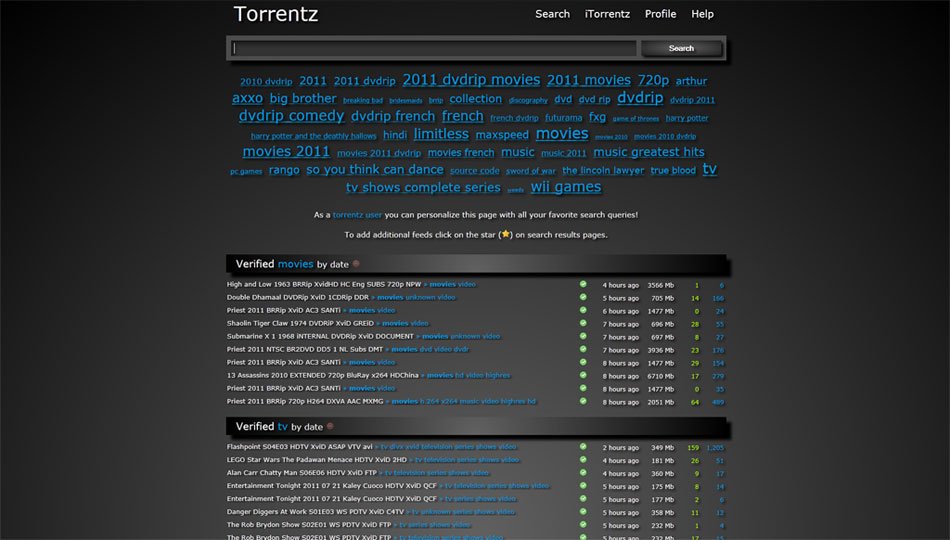 Torrentz
Search iTorrentz Profile Help
Search
2010 dvdrip 2011 2011 dvdrip 2011 dvdrip movies 2011 movies 720p arthur
axxo big brother breaking bad bridesmaids brrip collection discography dvd dvd rip dvdrip dvdrip 2011
dvdrip comedy dvdrip french french french dvdrip futurama fxg game of thrones harry potter
harry potter and the deathly hallows hindi limitless maxspeed movies movies 2010 movies 2010 dvdrip
movies 2011 movies 2011 dvdrip movies french music music 2011 music greatest hits
pc games rango so you think can dance source code sword of war the lincoln lawyer true blood tv
tv shows complete series weeds wii games
As a torrentz user you can personalize this page with all your favorite search queries!
To add additional feeds click on the star (⭐) on search results pages.
Verified movies by date
High and Low 1963 BRRip XvidHD HC Eng SUBS 720p NPW » movies video 4 hours ago 3566 Mb 1 6
Double Dhamaal DVDRip XviD 1CDRip DDR » movies unknown video 5 hours ago 705 Mb 14 166
Priest 2011 BRRip XviD AC3 SANTi » movies video 6 hours ago 1477 Mb 0 24
Shaolin Tiger Claw 1974 DVDRiP XviD GREiD » movies video 7 hours ago 696 Mb 28 55
Submarine X 1 1968 iNTERNAL DVDRip XviD DOCUMENT » movies unknown video 7 hours ago 697 Mb 8 27
Priest 2011 NTSC BR2DVD DD5 1 NL Subs DMT » movies dvd video dvdr 7 hours ago 3936 Mb 23 176
Priest 2011 BRRip XviD AC3 SANTi » movies video 8 hours ago 1477 Mb 29 154
13 Assassins 2010 EXTENDED 720p BluRay x264 HDChina » movies hd video highres 8 hours ago 6710 Mb 17 279
Priest 2011 BRRip XviD AC3 SANTi » movies video 8 hours ago 1477 Mb 0 35
Priest 2011 BRRip 720p H264 DXVA AAC MXMG » movies h.264 x264 music video highres hd 8 hours ago 2051 Mb 64 489
Verified tv by date
Flashpoint S04E03 HDTV XviD ASAP VTV avi » tv divx xvid television series shows video 2 hours ago 349 Mb 159 1,205
LEGO Star Wars The Padawan Menace HDTV XviD 2HD » tv television series shows video 4 hours ago 181 Mb 26 51
Alan Carr Chatty Man S06E06 HDTV XviD FTP » tv television series shows video 4 hours ago 360 Mb 9 17
Entertainment Tonight 2011 07 21 Kaley Cuoco HDTV XviD QCF » tv television series shows video 5 hours ago 175 Mb 8 14
Entertainment Tonight 2011 07 22 Kaley Cuoco HDTV XviD QCF » tv series shows video 5 hours ago 177 Mb 2 6
Danger Diggers At Work S01E03 WS PDTV XviD C4TV » tv unknown series shows video 5 hours ago 358 Mb 11 12
The Rob Brydon Show S02E01 WS PDTV XviD FTP » tv series shows video 5 hours ago 232 Mb 1 4
The Rob Brydon Show S02E01 WS PDTV XviD FTP » tv television series shows video 5 hours ago 232 Mb 17 15